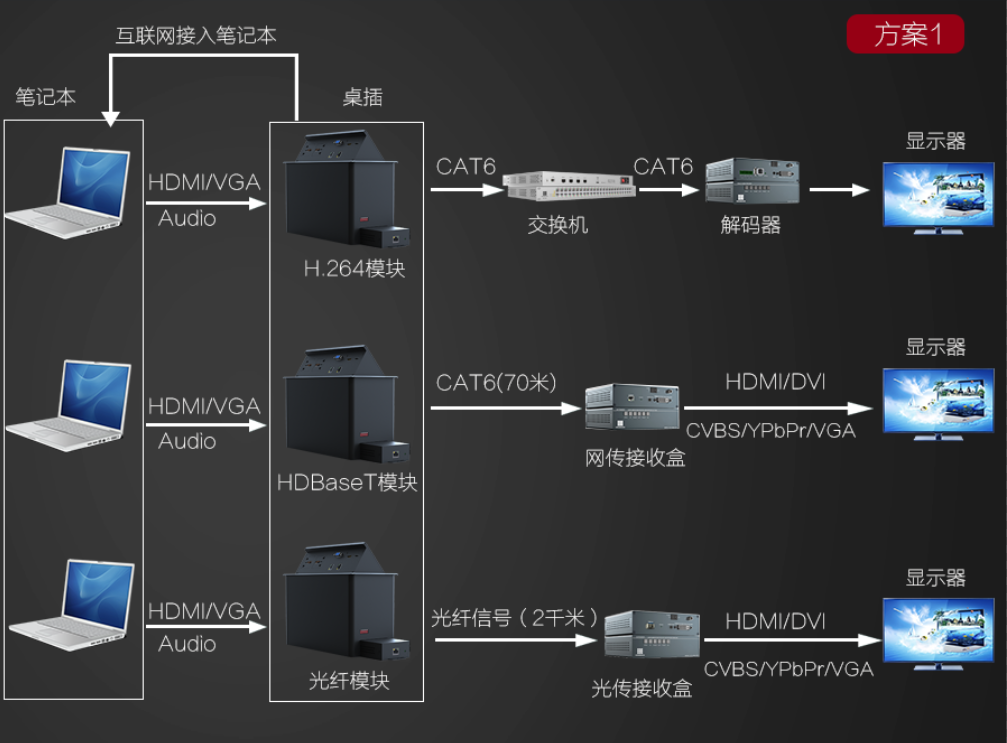 互联网接入笔记本
方案1
笔记本
桌插
HDMI/VGA
Audio
H.264模块
CAT6
交换机
CAT6
解码器
显示器
HDMI/VGA
Audio
HDBaseT模块
CAT6(70米)
网传接收盒
HDMI/DVI
CVBS/YPbPr/VGA
显示器
HDMI/VGA
Audio
光纤模块
光纤信号（2千米）
光传接收盒
HDMI/DVI
CVBS/YPbPr/VGA
显示器